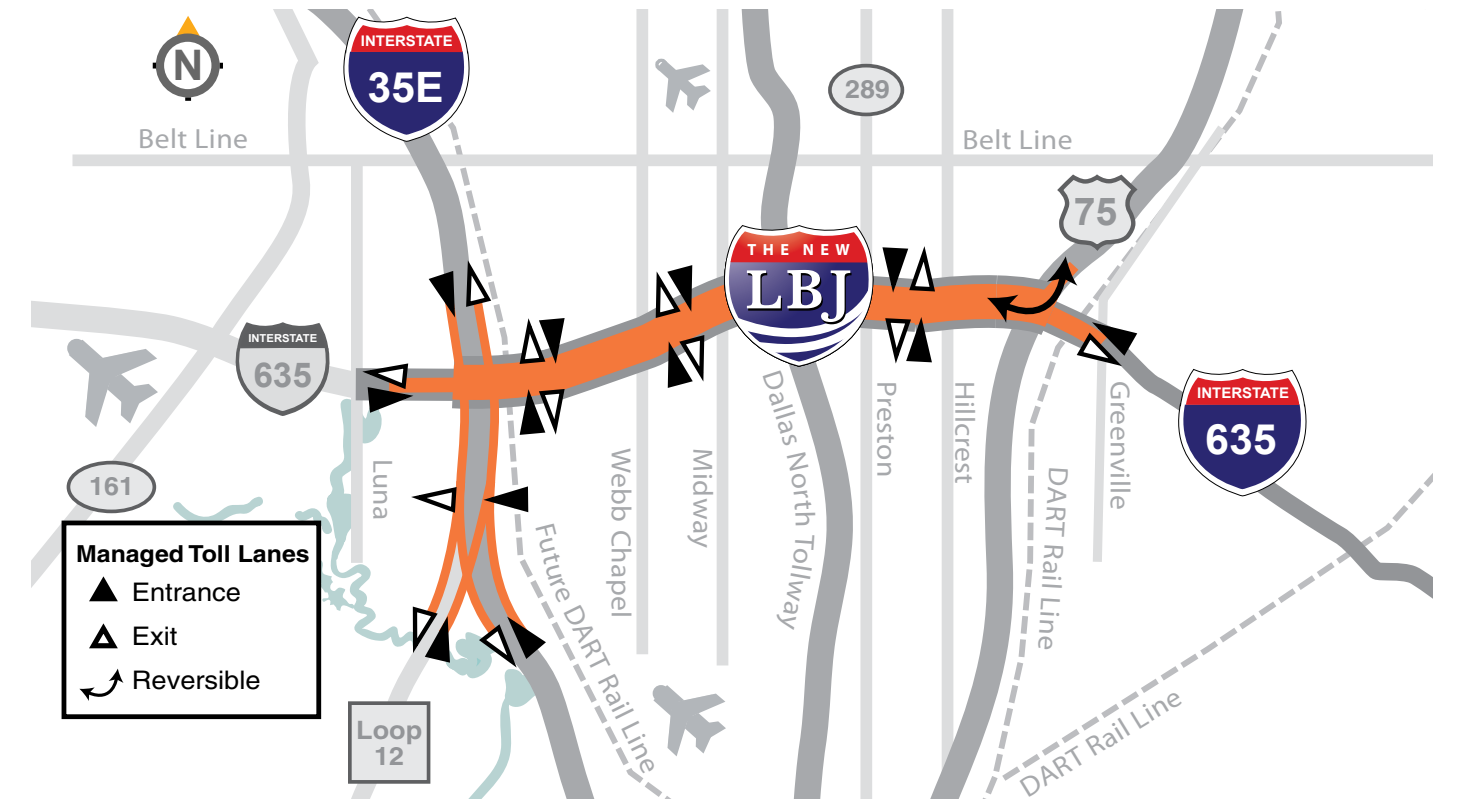 INTERSTATE
35E
N
289
Belt Line
Belt Line
75
THE NEW
LBJ
INTERSTATE
635
INTERSTATE
635
161
Luna
Webb Chapel
Midway
Dallas North Tollway
Preston
Hillcrest
Greenville
DART Rail Line
Future DART Rail Line
DART Rail Line
Managed Toll Lanes
Entrance
Exit
Reversible
Loop
12